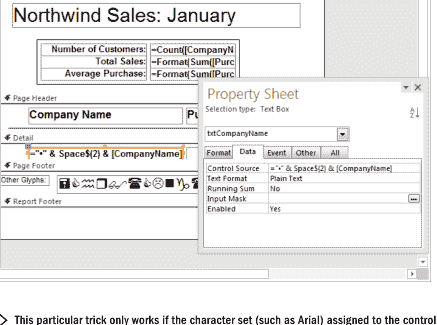 Northwind Sales: January
Number of Customers: =Count([CompanyN
Total Sales: =Format(Sum([Purc
Average Purchase: =Format(Sum([Purc
Page Header
Company Name
Detail
="•" & Space$(2) & [CompanyName]
Page Footer
Other Glyphs:
Report Footer
Property Sheet
Selection type: Text Box
txtCompanyName
Format Data Event Other All
Control Source ="•" & Space$(2) & [CompanyName]
Text Format Plain Text
Running Sum No
Input Mask
Enabled Yes
This particular trick only works if the character set (such as Arial) assigned to the control